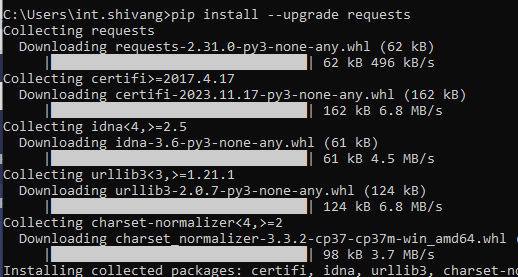 C:\Users\int.shivang>pip install --upgrade requests
Collecting requests
Downloading requests-2.31.0-py3-none-any.whl (62 kB)
| 62 kB 496 kB/s
Collecting certifi>=2017.4.17
Downloading certifi-2023.11.17-py3-none-any.whl (162 kB)
| 162 kB 6.8 MB/s
Collecting idna<4,>=2.5
Downloading idna-3.6-py3-none-any.whl (61 kB)
| 61 kB 4.5 MB/s
Collecting urllib3<3,>=1.21.1
Downloading urllib3-2.0.7-py3-none-any.whl (124 kB)
| 124 kB 6.8 MB/s
Collecting charset-normalizer<4,>=2
Downloading charset_normalizer-3.3.2-cp37-cp37m-win_amd64.whl (
| 98 kB 3.7 MB/s
Installing collected packages: certifi, idna, urllib3, charset-no